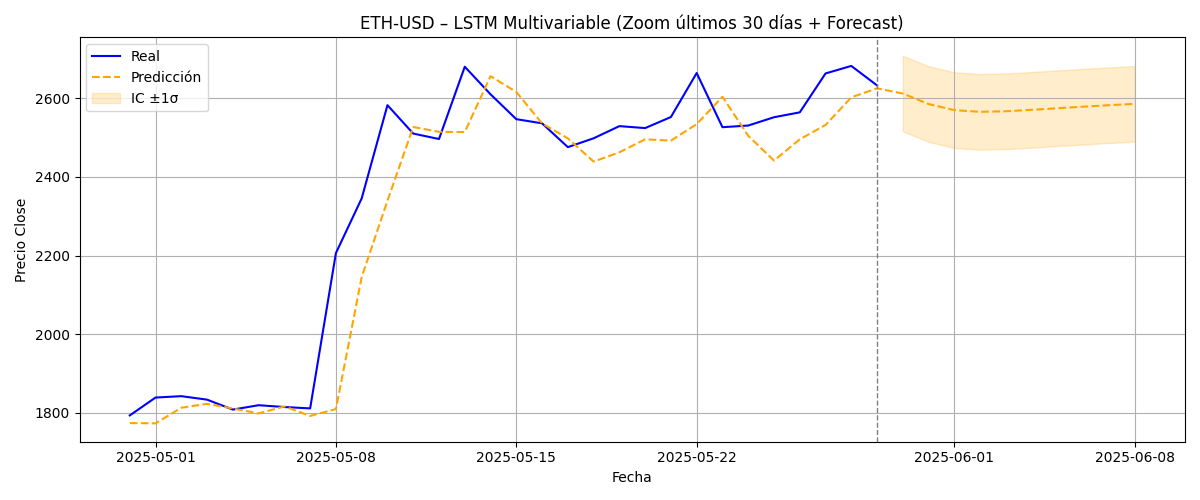 ETH-USD – LSTM Multivariable (Zoom últimos 30 días + Forecast)
Real
Predicción
IC ±1σ
Precio Close
2600
2400
2200
2000
1800
2025-05-01
2025-05-08
2025-05-15
2025-05-22
2025-06-01
2025-06-08
Fecha